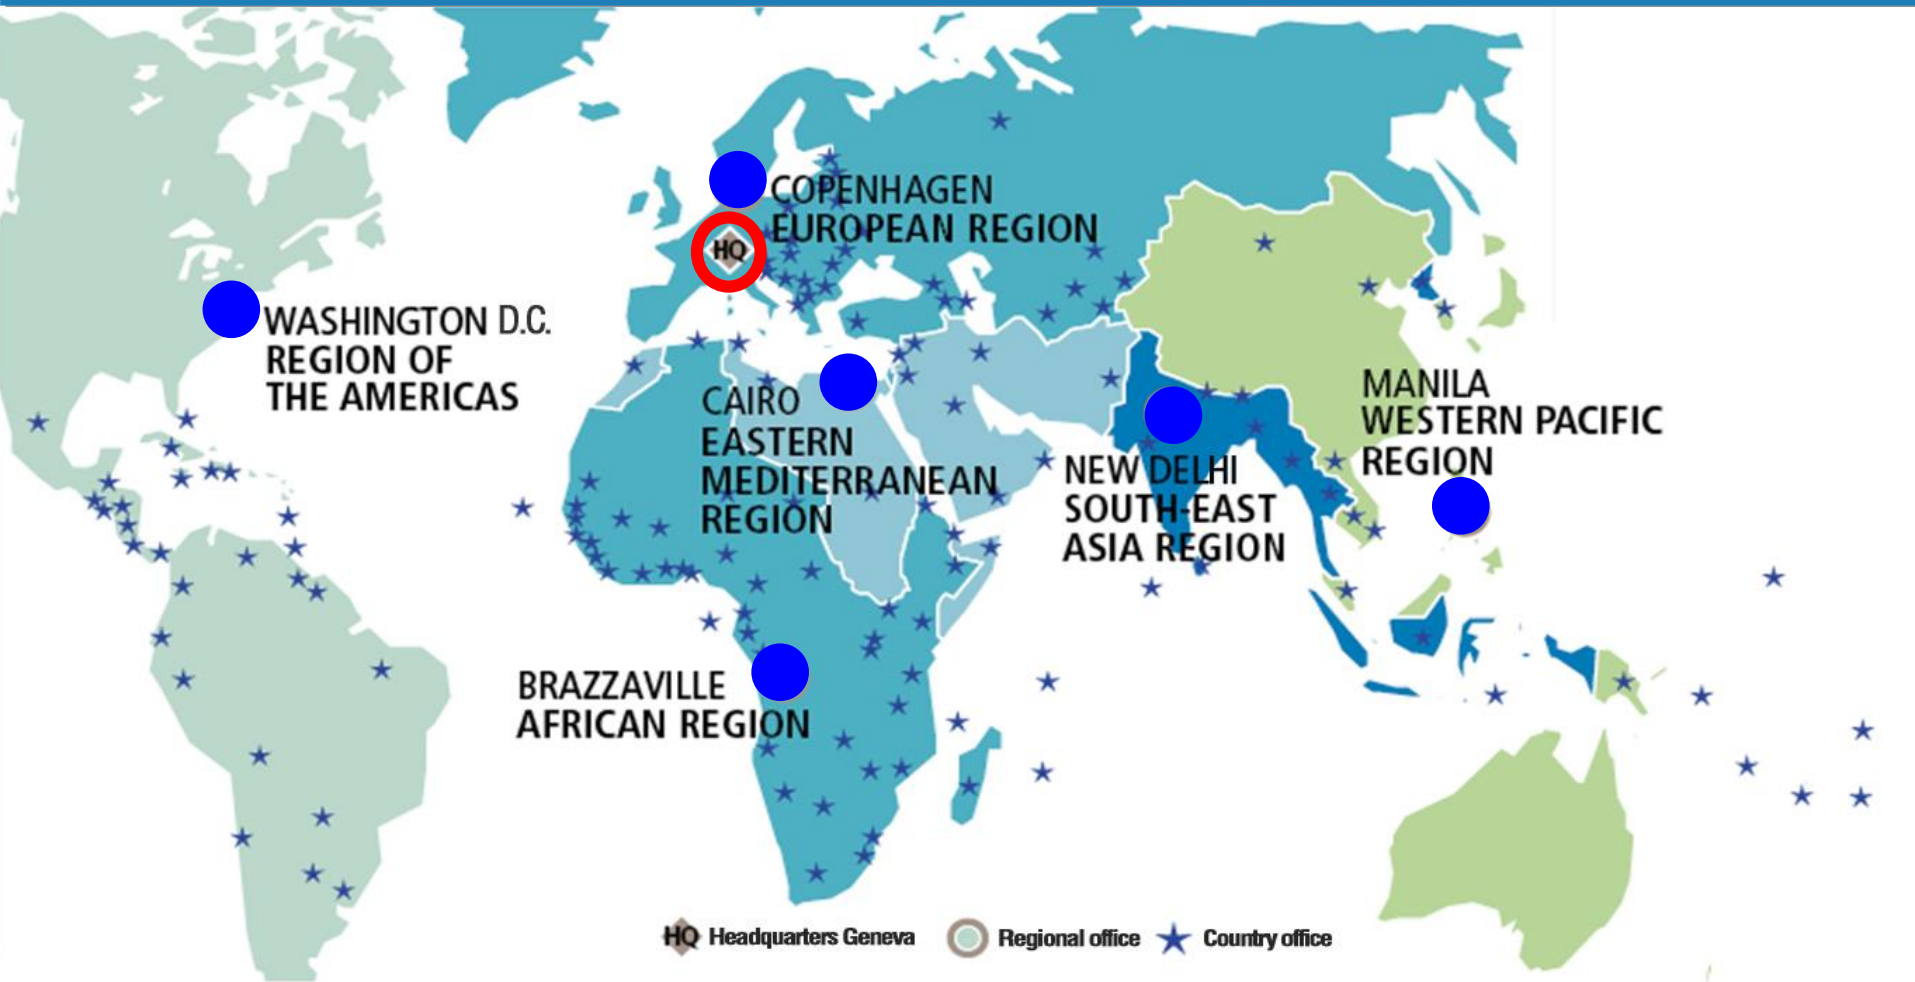 COPENHAGEN
EUROPEAN REGION
HQ
WASHINGTON D.C.
REGION OF
THE AMERICAS
CAIRO
EASTERN
MEDITERRANEAN
REGION
MANILA
WESTERN PACIFIC
REGION
NEW DELHI
SOUTH-EAST
ASIA REGION
BRAZZAVILLE
AFRICAN REGION
HQ Headquarters Geneva
Regional office
Country office